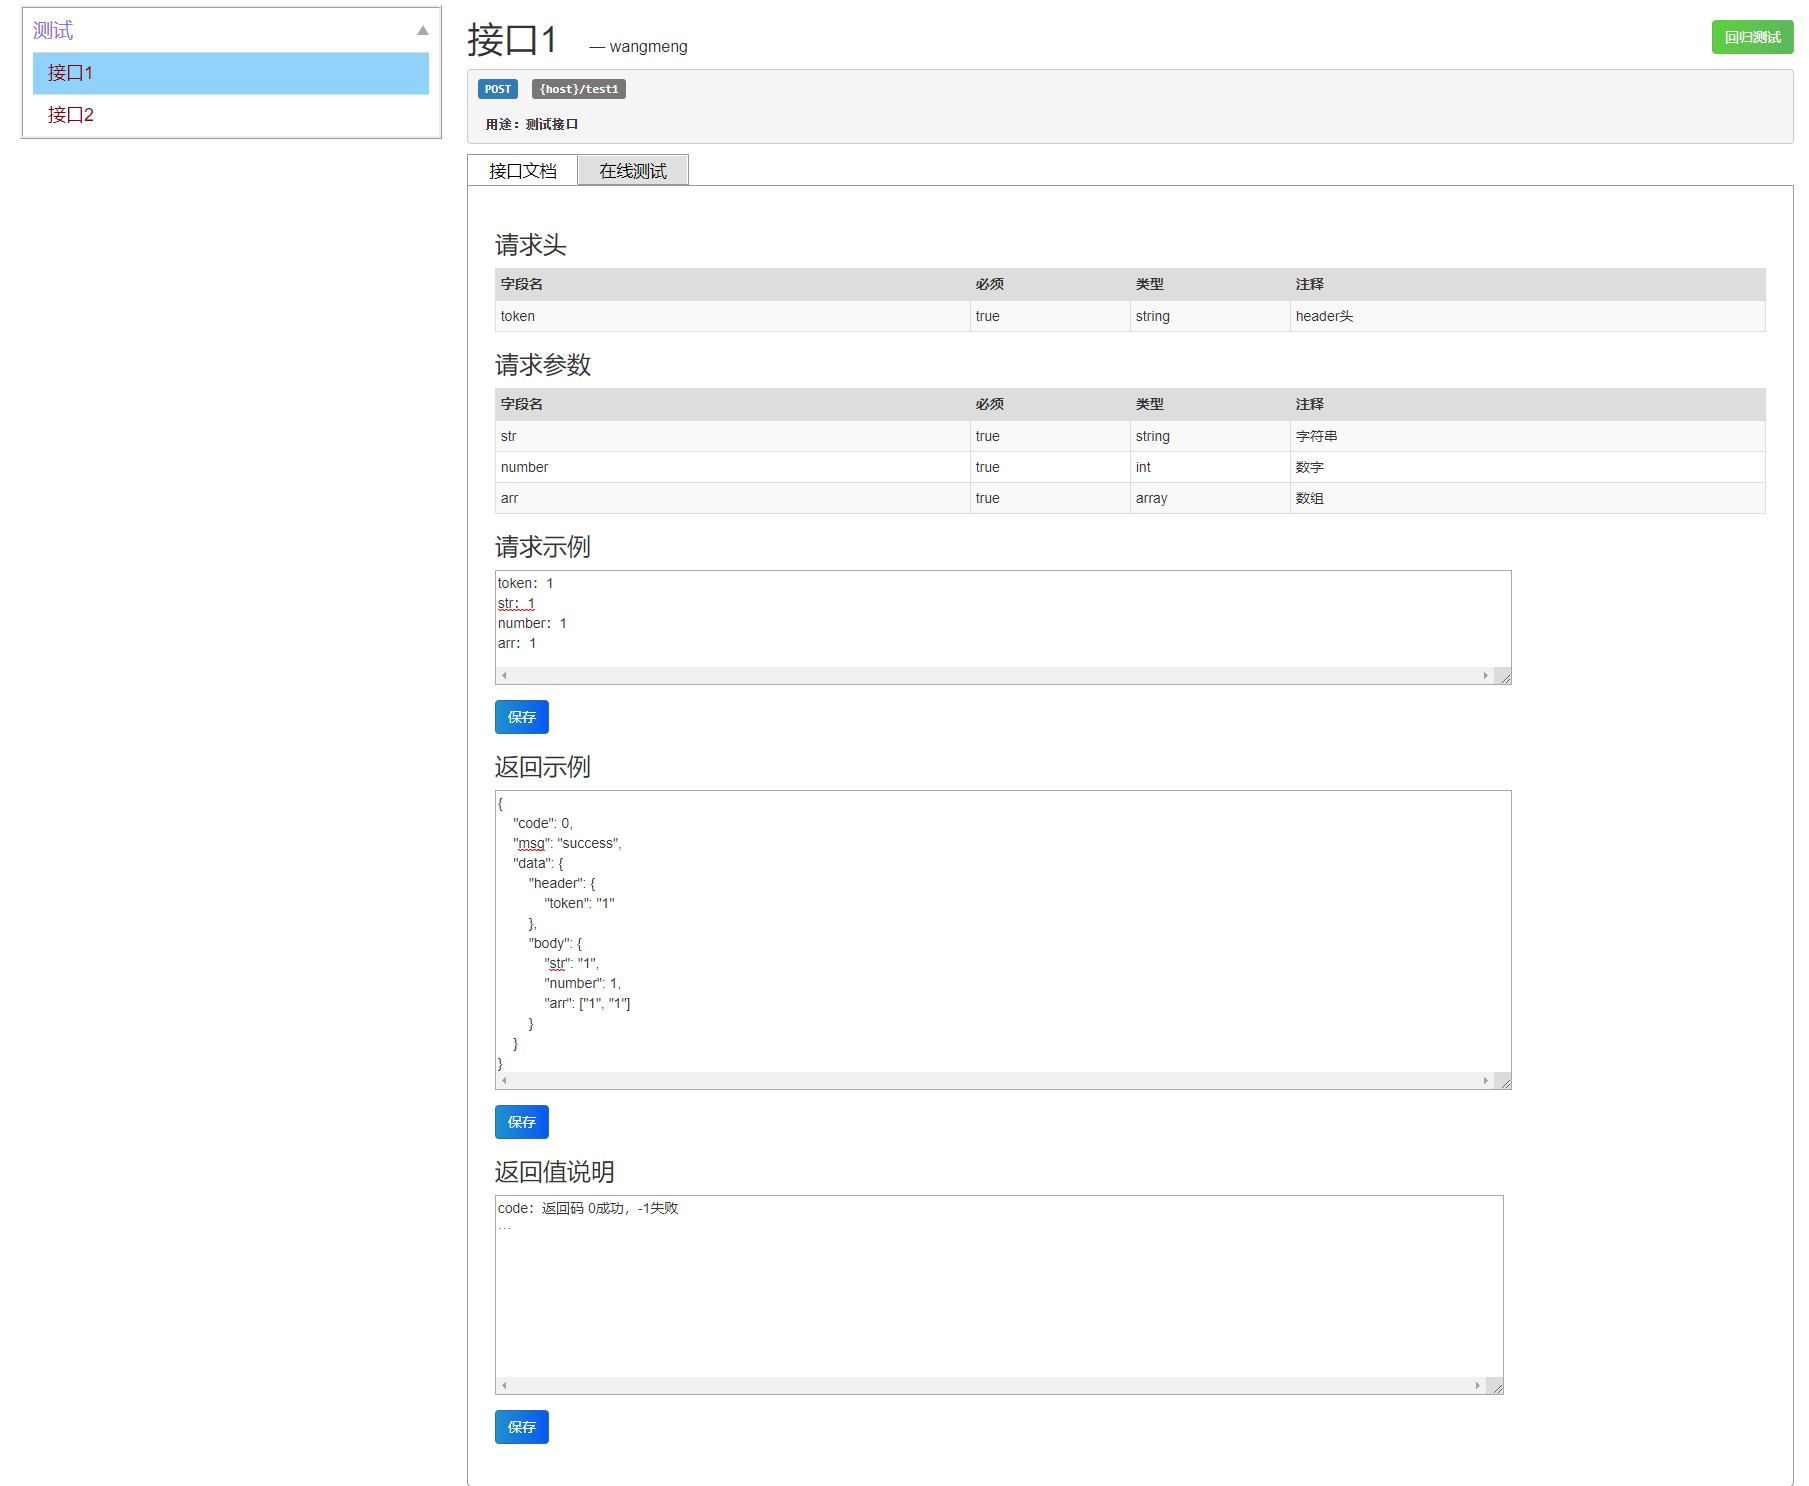 测试
接口1
接口2
接口1 — wangmeng
回归测试
POST {host}/test1
用途：测试接口
接口文档 在线测试
请求头
字段名 必须 类型 注释
token true string header头
请求参数
字段名 必须 类型 注释
str true string 字符串
number true int 数字
arr true array 数组
请求示例
token：1
str：1
number：1
arr：1
保存
返回示例
{
"code": 0,
"msg": "success",
"data": {
"header": {
"token": "1"
},
"body": {
"str": "1",
"number": 1,
"arr": ["1", "1"]
}
}
}
保存
返回值说明
code：返回码 0成功，-1失败
...
保存